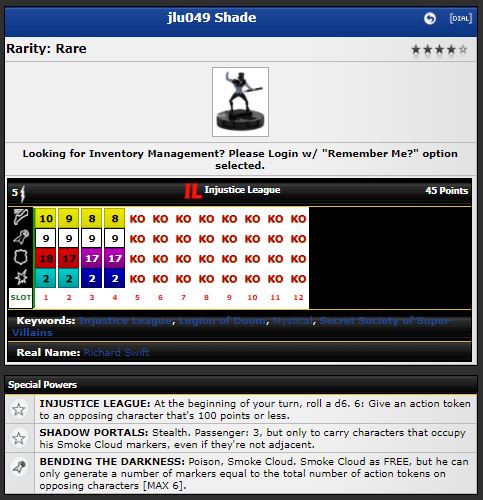 jlu049 Shade
[DIAL]
Rarity: Rare
Looking for Inventory Management? Please Login w/ "Remember Me?" option
selected.
5 IL Injustice League 45 Points
10 9 8 8 KO KO KO KO KO KO KO KO
9 9 9 9 KO KO KO KO KO KO KO KO
18 17 17 17 KO KO KO KO KO KO KO KO
2 2 2 2 KO KO KO KO KO KO KO KO
SLOT 1 2 3 4 5 6 7 8 9 10 11 12
Keywords: Injustice League, Legion of Doom, Mystical, Secret Society of Super-
Villains
Real Name: Richard Swift
Special Powers
INJUSTICE LEAGUE: At the beginning of your turn, roll a d6. 6: Give an action token
to an opposing character that's 100 points or less.
SHADOW PORTALS: Stealth. Passenger: 3, but only to carry characters that occupy
his Smoke Cloud markers, even if they're not adjacent.
BENDING THE DARKNESS: Poison, Smoke Cloud. Smoke Cloud as FREE, but he can
only generate a number of markers equal to the total number of action tokens on
opposing characters [MAX 6].